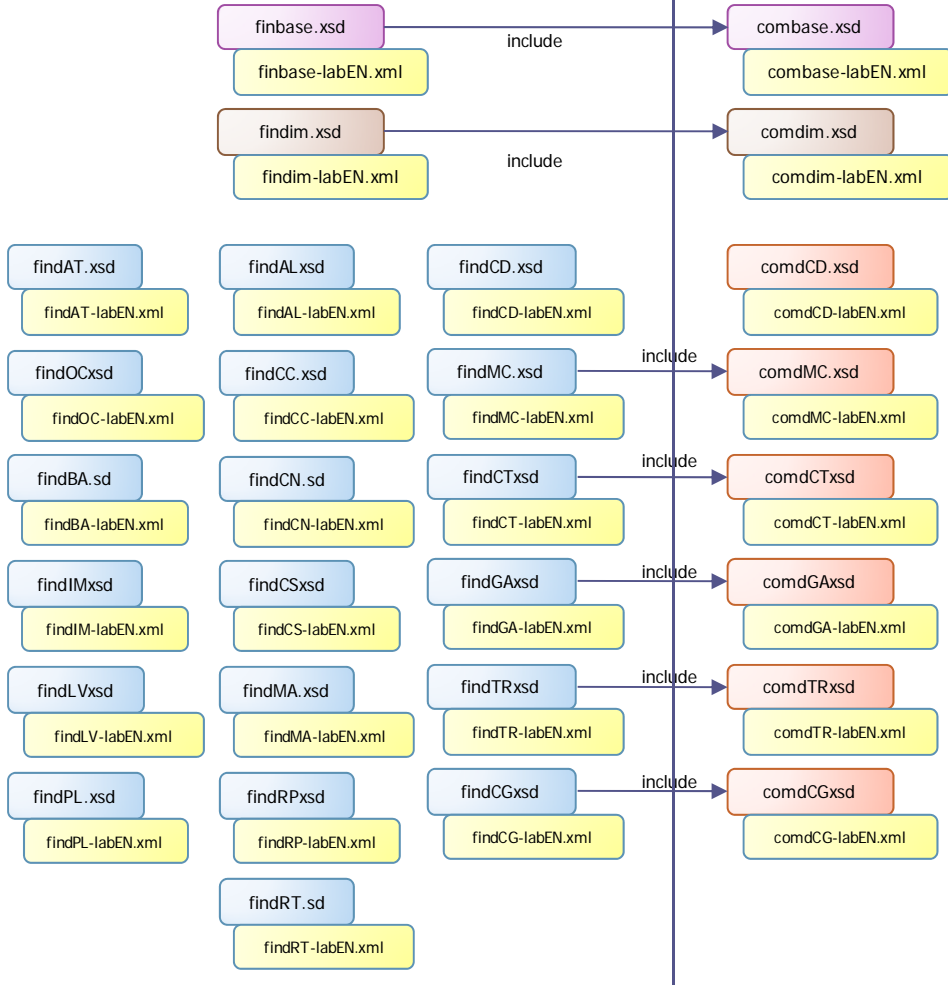 finbase.xsd
include
combase.xsd
finbase-labEN.xml
combase-labEN.xml
findim.xsd
include
comdim.xsd
findim-labEN.xml
comdim-labEN.xml
findAT.xsd
findALxsd
findCD.xsd
comdCD.xsd
findAT-labEN.xml
findAL-labEN.xml
findCD-labEN.xml
comdCD-labEN.xml
findOCxsd
findCC.xsd
findMC.xsd
include
comdMC.xsd
findOC-labEN.xml
findCC-labEN.xml
findMC-labEN.xml
comdMC-labEN.xml
findBA.sd
findCN.sd
findCTxsd
include
comdCTxsd
findBA-labEN.xml
findCN-labEN.xml
findCT-labEN.xml
comdCT-labEN.xml
findIMxsd
findCSxsd
findGAxsd
include
comdGAxsd
findIM-labEN.xml
findCS-labEN.xml
findGA-labEN.xml
comdGA-labEN.xml
findLVxsd
findMA.xsd
findTRxsd
include
comdTRxsd
findLV-labEN.xml
findMA-labEN.xml
findTR-labEN.xml
comdTR-labEN.xml
findPL.xsd
findRPxsd
findCGxsd
include
comdCGxsd
findPL-labEN.xml
findRP-labEN.xml
findCG-labEN.xml
comdCG-labEN.xml
findRT.sd
findRT-labEN.xml